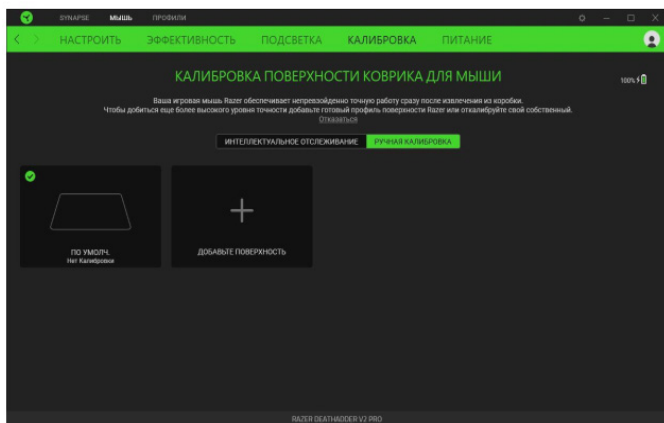 SYNAPSE МЫШЬ ПРОФИЛИ
НАСТРОИТЬ ЭФФЕКТИВНОСТЬ ПОДСВЕТКА КАЛИБРОВКА ПИТАНИЕ
КАЛИБРОВКА ПОВЕРХНОСТИ КОВРИКА ДЛЯ МЫШИ
100%
Ваша игровая мышь Razer обеспечивает непревзойденно точную работу сразу после извлечения из коробки.
Чтобы добиться еще более высокого уровня точности добавьте готовый профиль поверхности Razer или откалибруйте свой собственный.
Отказаться
ИНТЕЛЛЕКТУАЛЬНОЕ ОТСЛЕЖИВАНИЕ РУЧНАЯ КАЛИБРОВКА
ПО УМОЛЧ.
Нет Калибровки
ДОБАВЬТЕ ПОВЕРХНОСТЬ
RAZER DEATHADDER V2 PRO